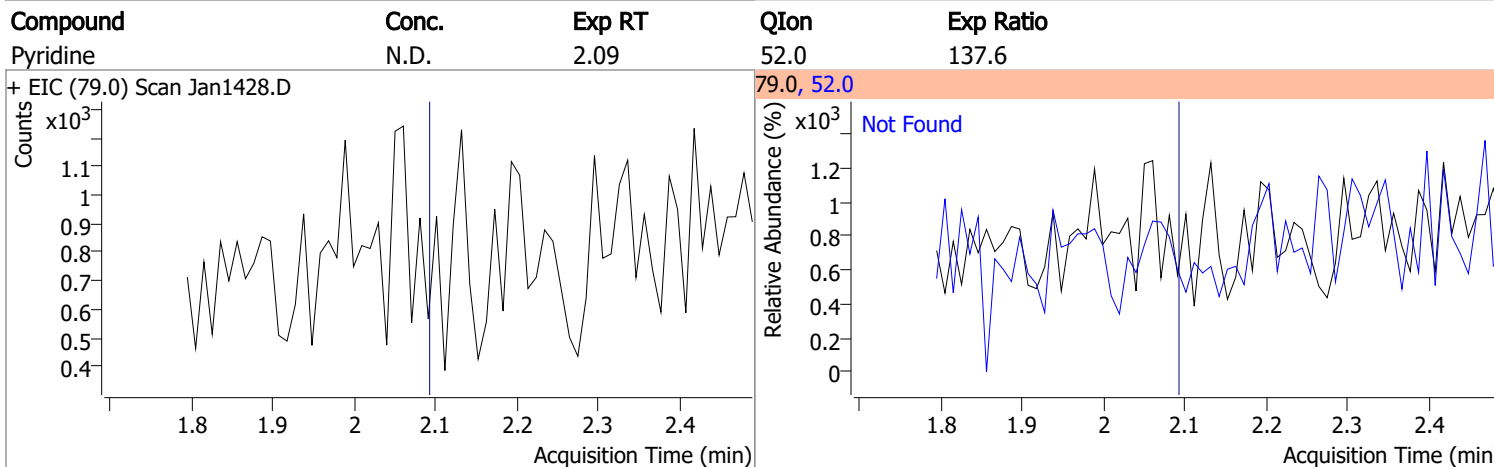 Compound Conc. Exp RT QIon Exp Ratio
Pyridine N.D. 2.09 52.0 137.6
+ EIC (79.0) Scan Jan1428.D
Counts
x10³
1.1
1
0.9
0.8
0.7
0.6
0.5
0.4
1.8 1.9 2 2.1 2.2 2.3 2.4
Acquisition Time (min)
79.0, 52.0
Relative Abundance (%)
x10³
Not Found
1.2
1
0.8
0.6
0.4
0.2
0
1.8 1.9 2 2.1 2.2 2.3 2.4
Acquisition Time (min